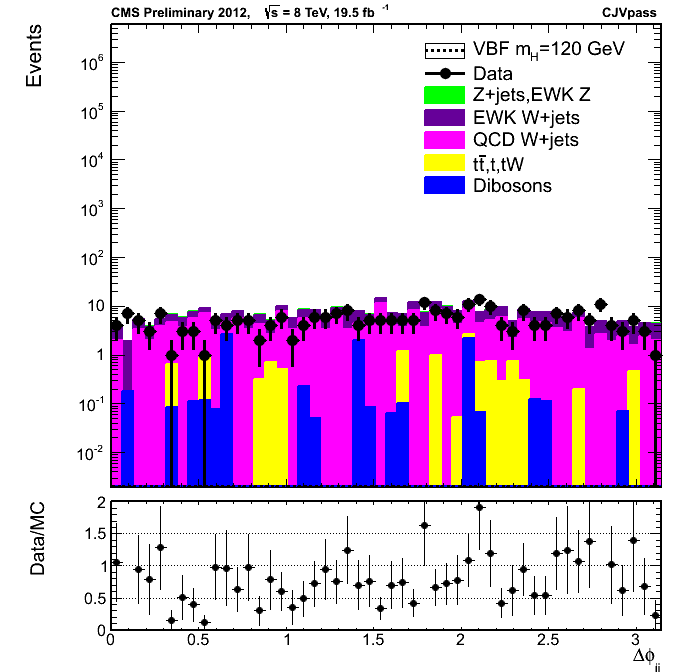 CMS Preliminary 2012, √s = 8 TeV, 19.5 fb⁻¹ CJVpass
Events
10⁶
10⁵
10⁴
10³
10²
10
1
10⁻¹
10⁻²
VBF m_H=120 GeV
Data
Z+jets,EWK Z
EWK W+jets
QCD W+jets
tt̄,t,tW
Dibosons
Data/MC
2
1.5
1
0.5
0
0 0.5 1 1.5 2 2.5 3
Δϕ_jj